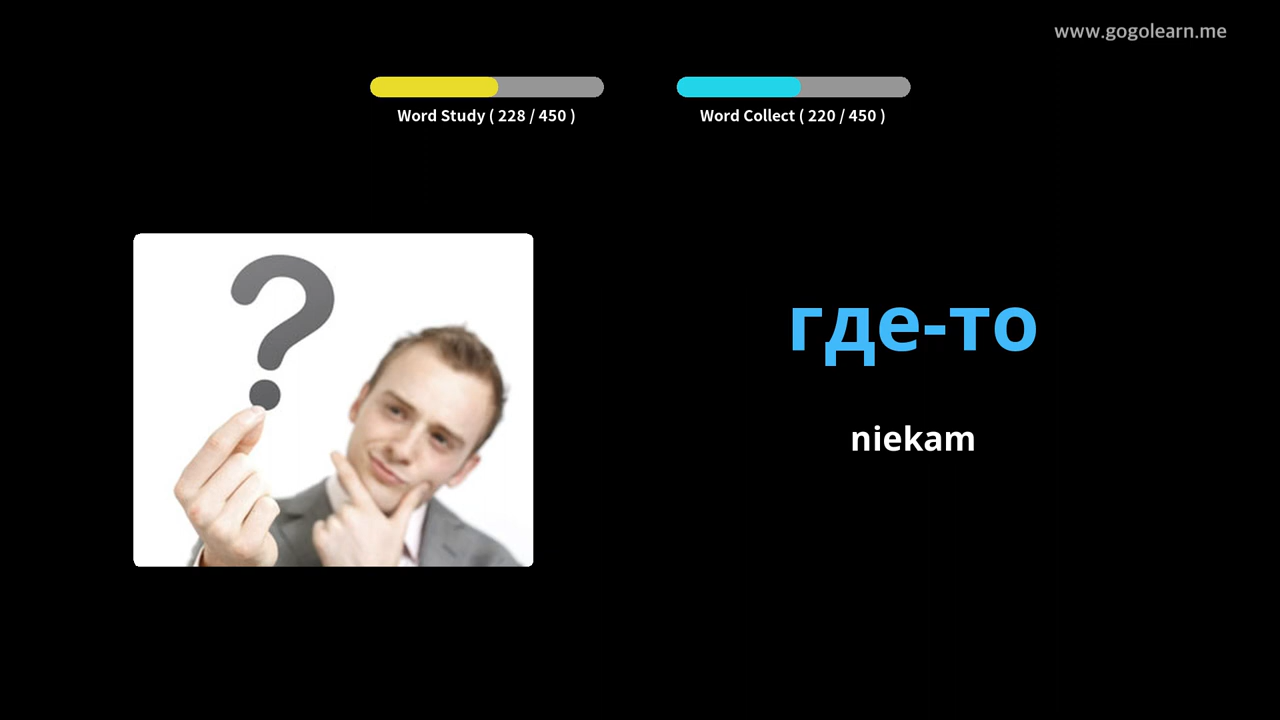 www.gogolearn.me
Word Study ( 228 / 450 )
Word Collect ( 220 / 450 )
?
где-то
niekam